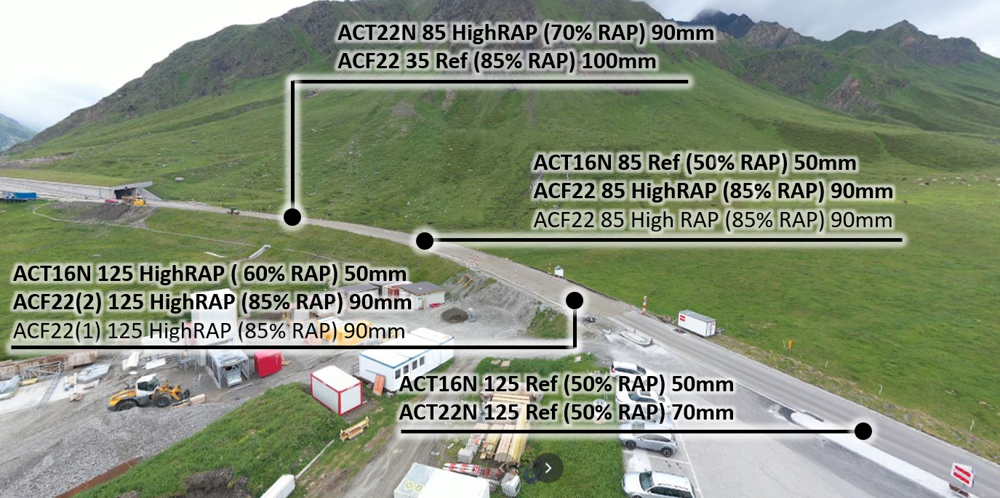 ACT22N 85 HighRAP (70% RAP) 90mm
ACF22 35 Ref (85% RAP) 100mm
ACT16N 85 Ref (50% RAP) 50mm
ACF22 85 HighRAP (85% RAP) 90mm
ACF22 85 High RAP (85% RAP) 90mm
ACT16N 125 HighRAP ( 60% RAP) 50mm
ACF22(2) 125 HighRAP (85% RAP) 90mm
ACF22(1) 125 HighRAP (85% RAP) 90mm
ACT16N 125 Ref (50% RAP) 50mm
ACT22N 125 Ref (50% RAP) 70mm